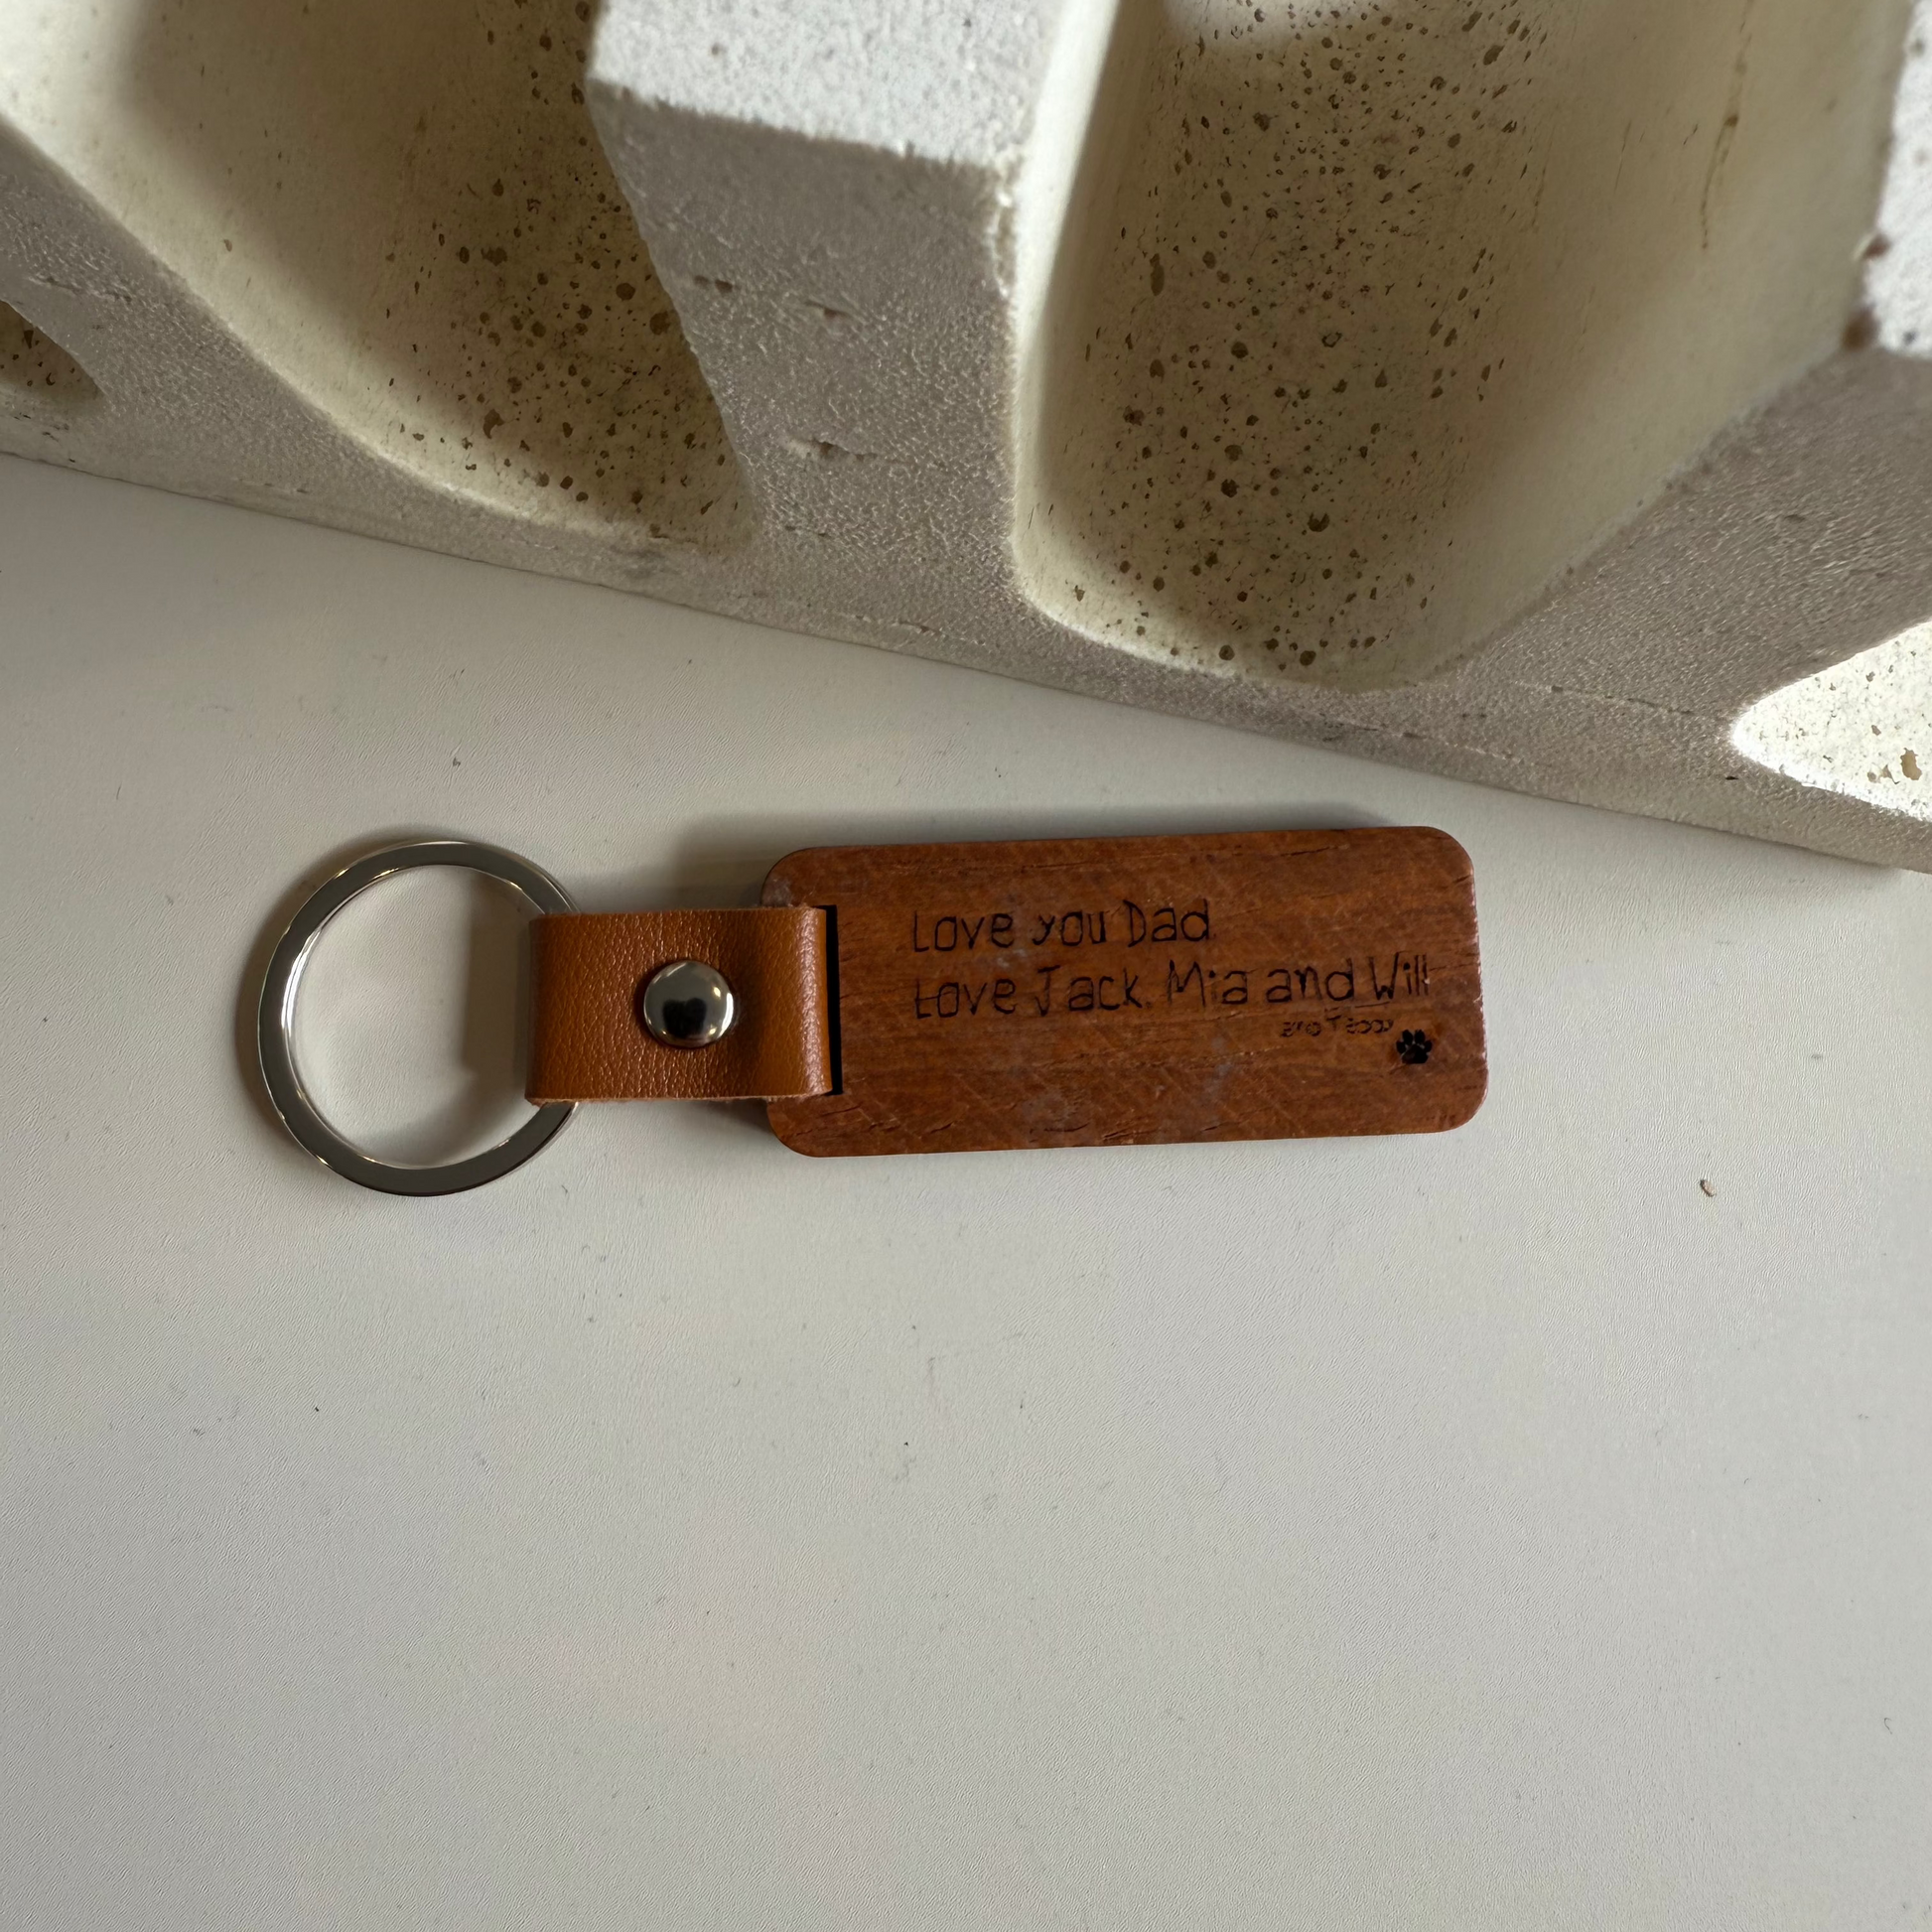 Love you Dad.
Love Jack, Mia and Will
and Teddy